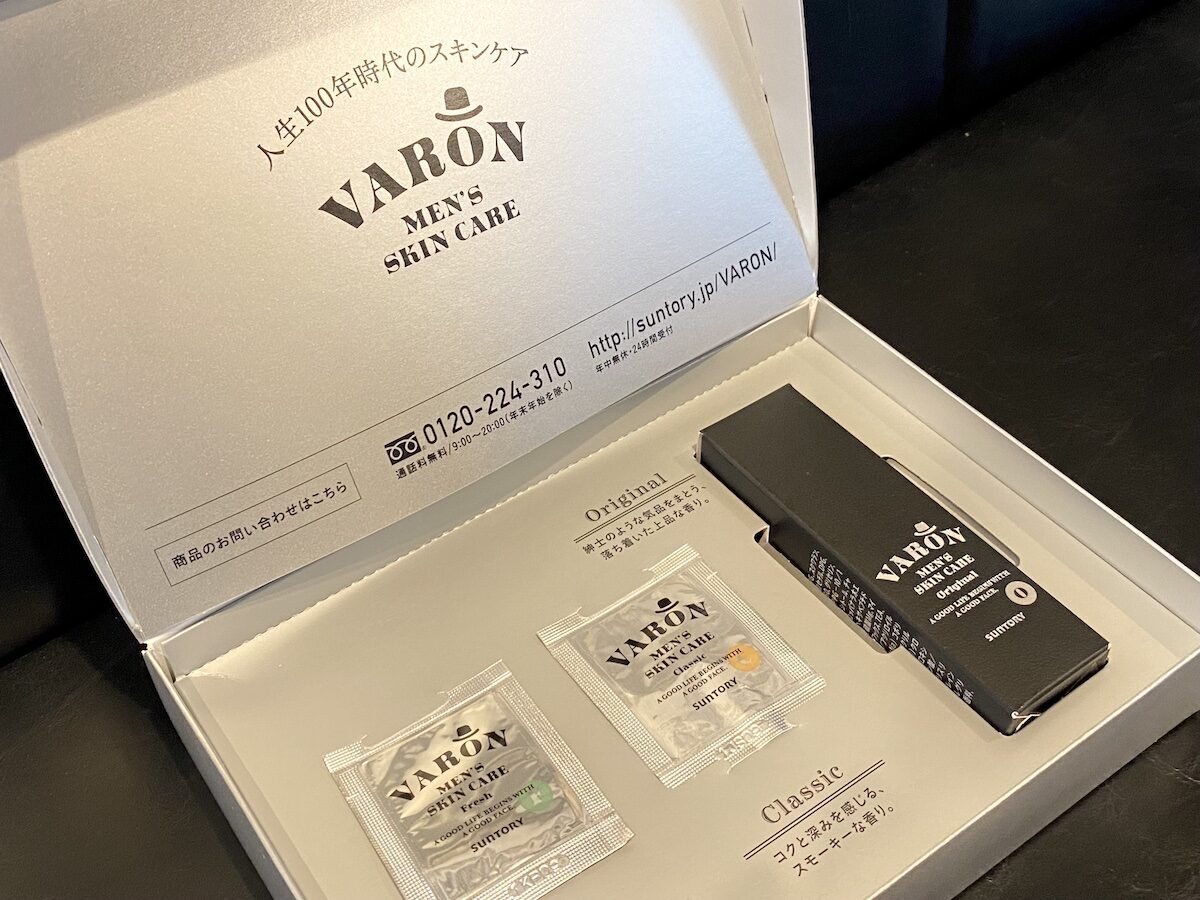 人生100年時代のスキンケア
VARON
MEN'S
SKIN CARE
商品のお問い合わせはこちら
0120-224-310
通話料無料/9:00〜20:00(年末年始を除く)
http://suntory.jp/VARON/
年中無休・24時間受付
Original
紳士のような気品をまとう、
落ち着いた上品な香り。
VARON
MEN'S
SKIN CARE
Original
A GOOD LIFE BEGINS WITH
A GOOD FACE.
O
SUNTORY
VARON
MEN'S
SKIN CARE
Classic
A GOOD LIFE BEGINS WITH
A GOOD FACE.
SUNTORY
VARON
MEN'S
SKIN CARE
Fresh
A GOOD LIFE BEGINS WITH
A GOOD FACE.
F
SUNTORY
Classic
コクと深みを感じる、
スモーキーな香り。